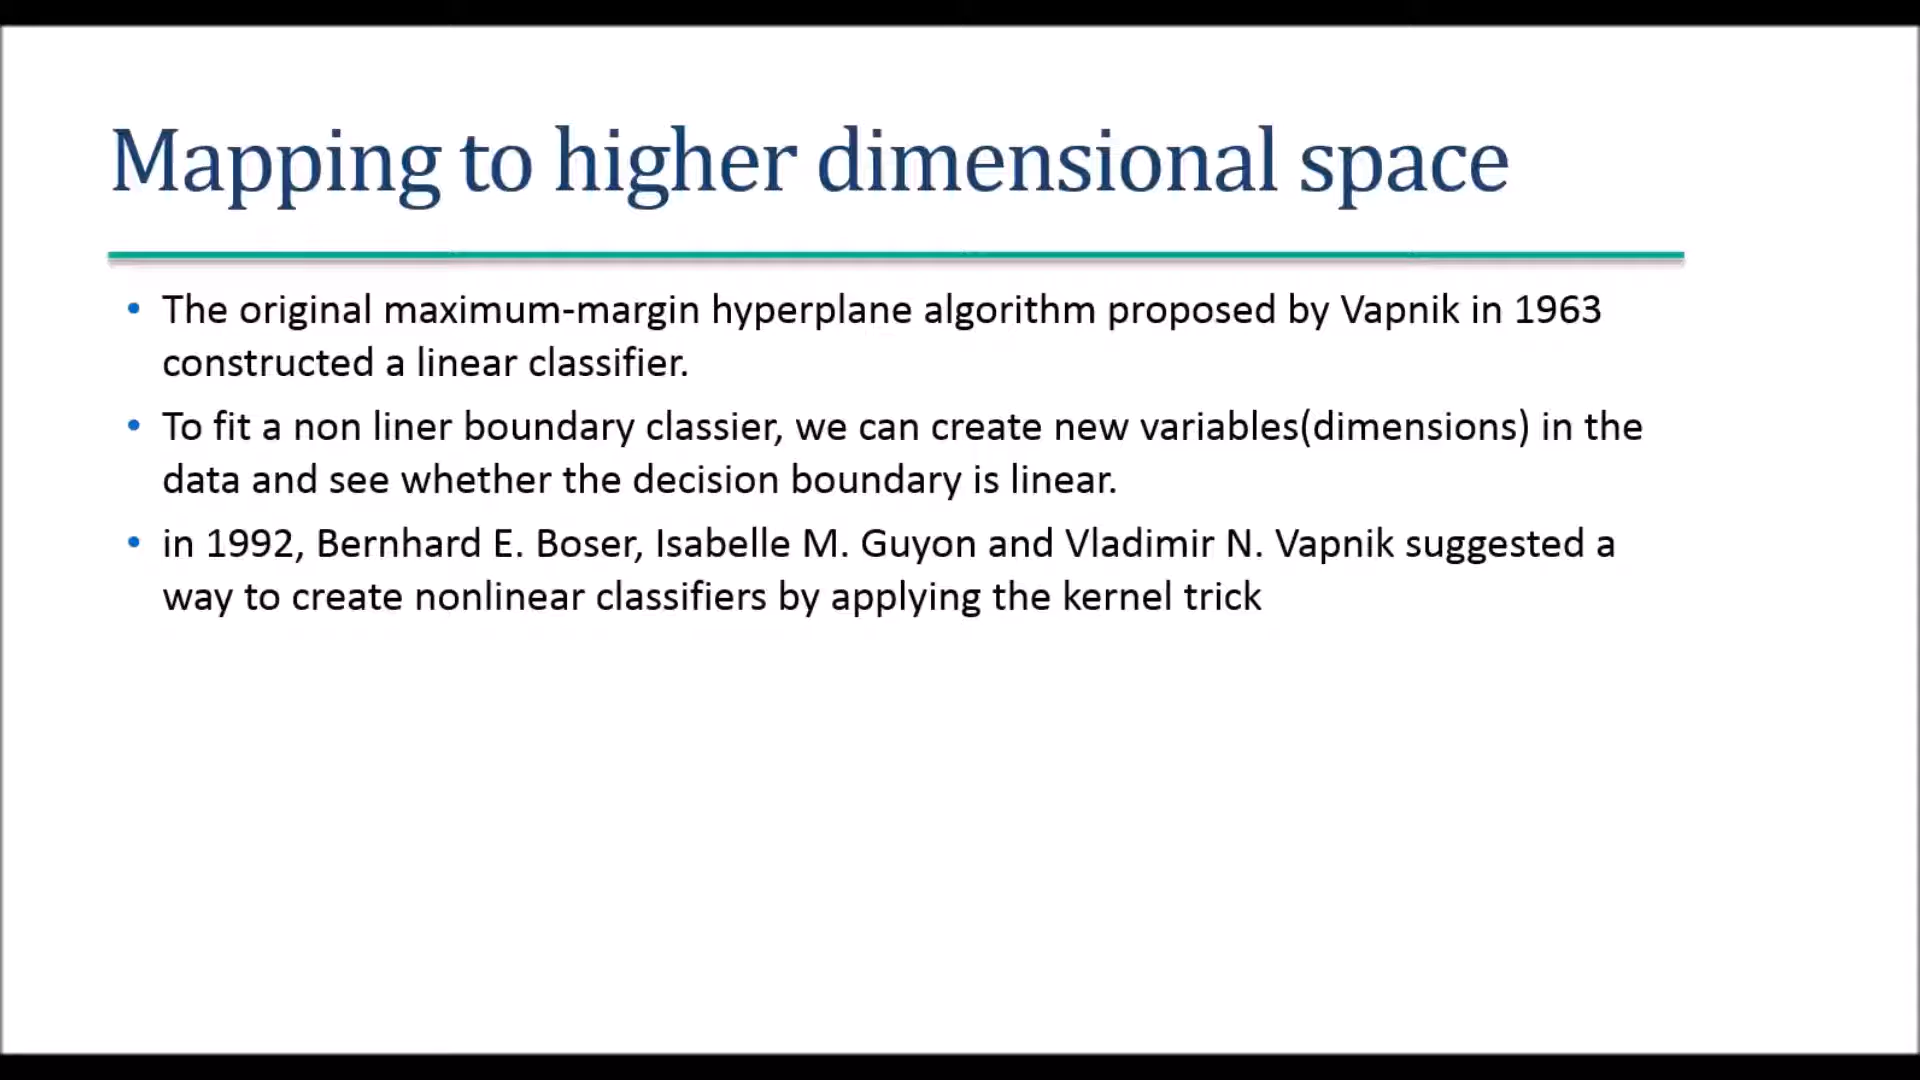 Mapping to higher dimensional space
• The original maximum-margin hyperplane algorithm proposed by Vapnik in 1963
constructed a linear classifier.
• To fit a non liner boundary classier, we can create new variables(dimensions) in the
data and see whether the decision boundary is linear.
• in 1992, Bernhard E. Boser, Isabelle M. Guyon and Vladimir N. Vapnik suggested a
way to create nonlinear classifiers by applying the kernel trick